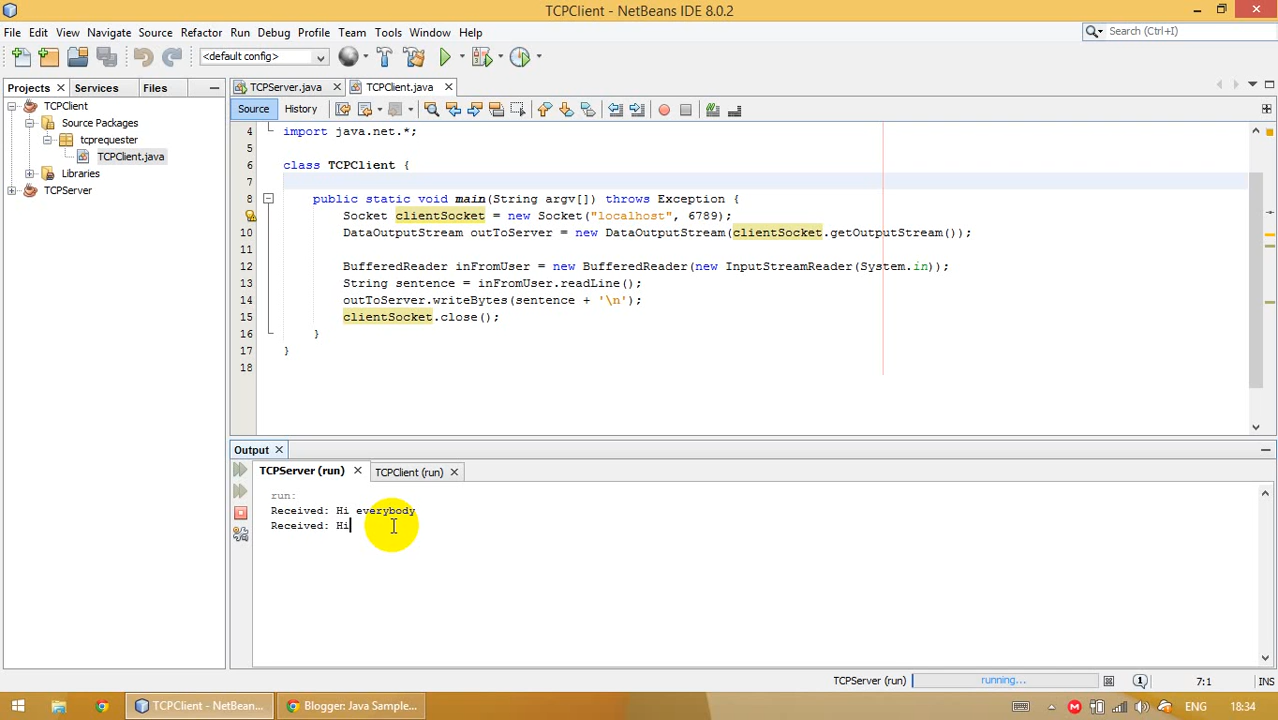 TCPClient - NetBeans IDE 8.0.2
File Edit View Navigate Source Refactor Run Debug Profile Team Tools Window Help
Search (Ctrl+I)
<default config>
Projects Services Files
TCPServer.java TCPClient.java
TCPClient
Source History
Source Packages
tcprequester
TCPClient.java
Libraries
TCPServer
4 import java.net.*;
5
6 class TCPClient {
7
8 public static void main(String argv[]) throws Exception {
Socket clientSocket = new Socket("localhost", 6789);
10 DataOutputStream outToServer = new DataOutputStream(clientSocket.getOutputStream());
11
12 BufferedReader inFromUser = new BufferedReader(new InputStreamReader(System.in));
13 String sentence = inFromUser.readLine();
14 outToServer.writeBytes(sentence + '\n');
15 clientSocket.close();
16 }
17 }
18
Output
TCPServer (run) TCPClient (run)
run:
Received: Hi everybody
Received: Hi
TCPServer (run) running... 7:1 INS
TCPClient - NetBean... Blogger: Java Sample... ENG 18:34